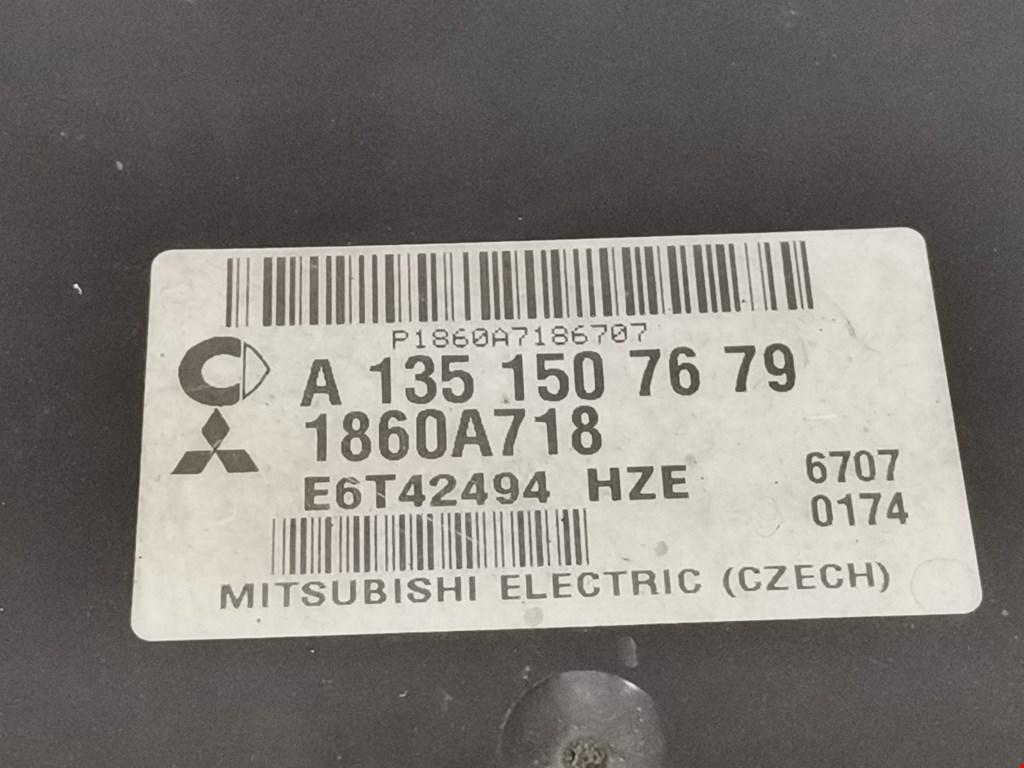 P1860A7186707
A 135 150 76 79
1860A718
E6T42494 HZE
6707
0174
MITSUBISHI ELECTRIC (CZECH)